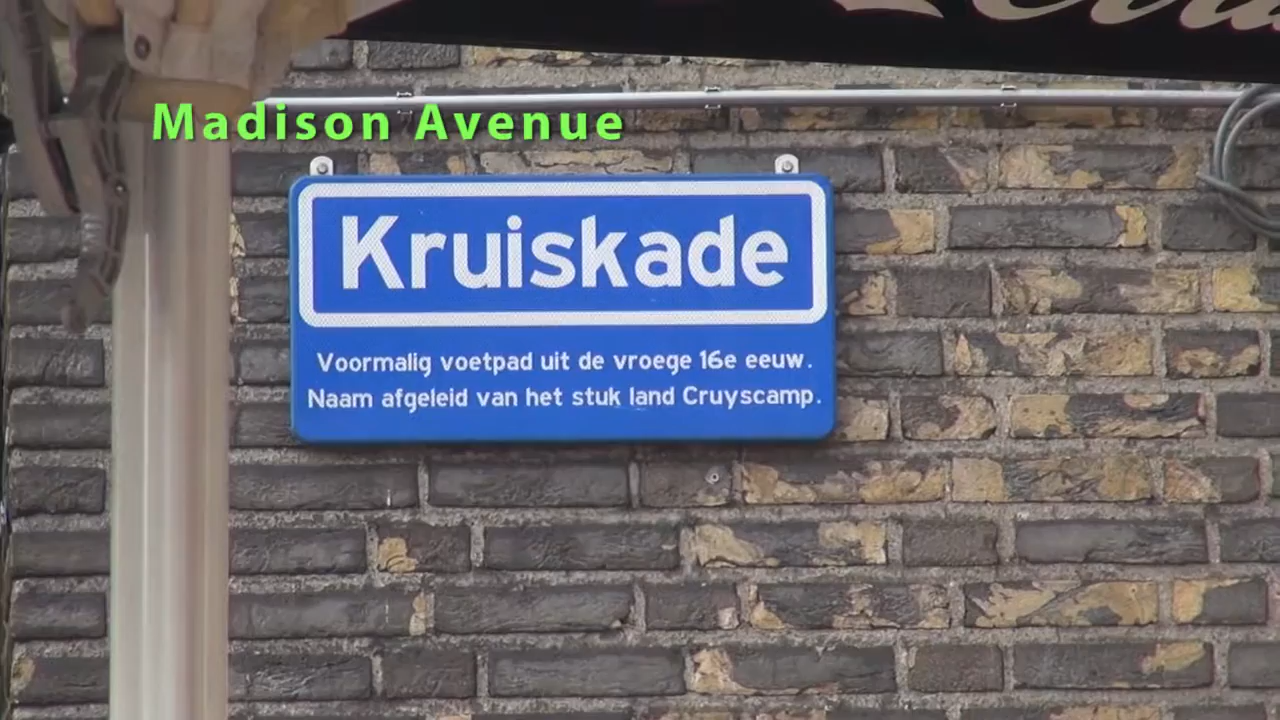 Madison Avenue
Kruiskade
Voormalig voetpad uit de vroege 16e eeuw.
Naam afgeleid van het stuk land Cruyscamp.